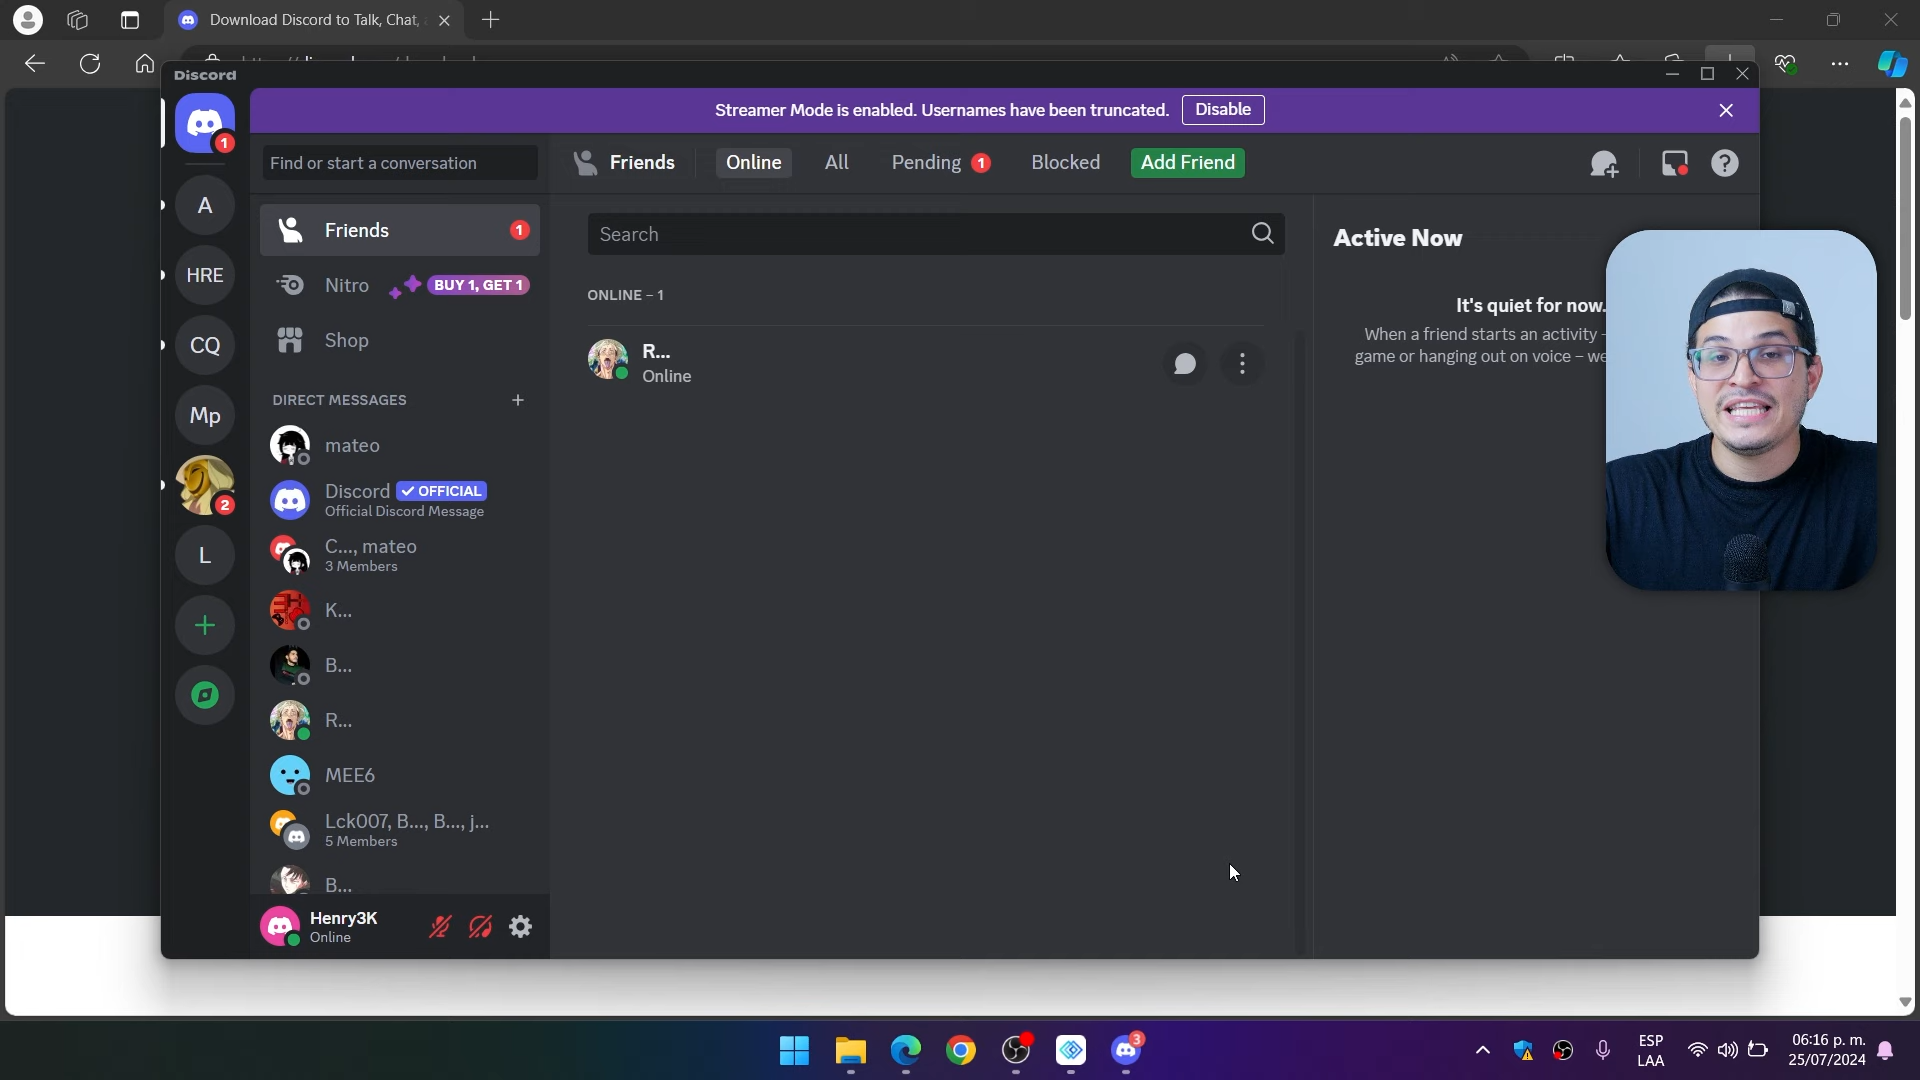 Download Discord to Talk, Chat,
Discord
Streamer Mode is enabled. Usernames have been truncated. Disable
1
Find or start a conversation
Friends Online All Pending 1 Blocked Add Friend
A
Friends 1
Search
Active Now
HRE
Nitro BUY 1, GET 1
ONLINE – 1
It's quiet for now.
When a friend starts an activity –
game or hanging out on voice – we
CQ
Shop
R...
Online
DIRECT MESSAGES
Mp
mateo
2
Discord OFFICIAL
Official Discord Message
L
C..., mateo
3 Members
K...
B...
R...
MEE6
Lck007, B..., B..., j...
5 Members
B...
Henry3K
Online
3
ESP
LAA
06:16 p. m.
25/07/2024